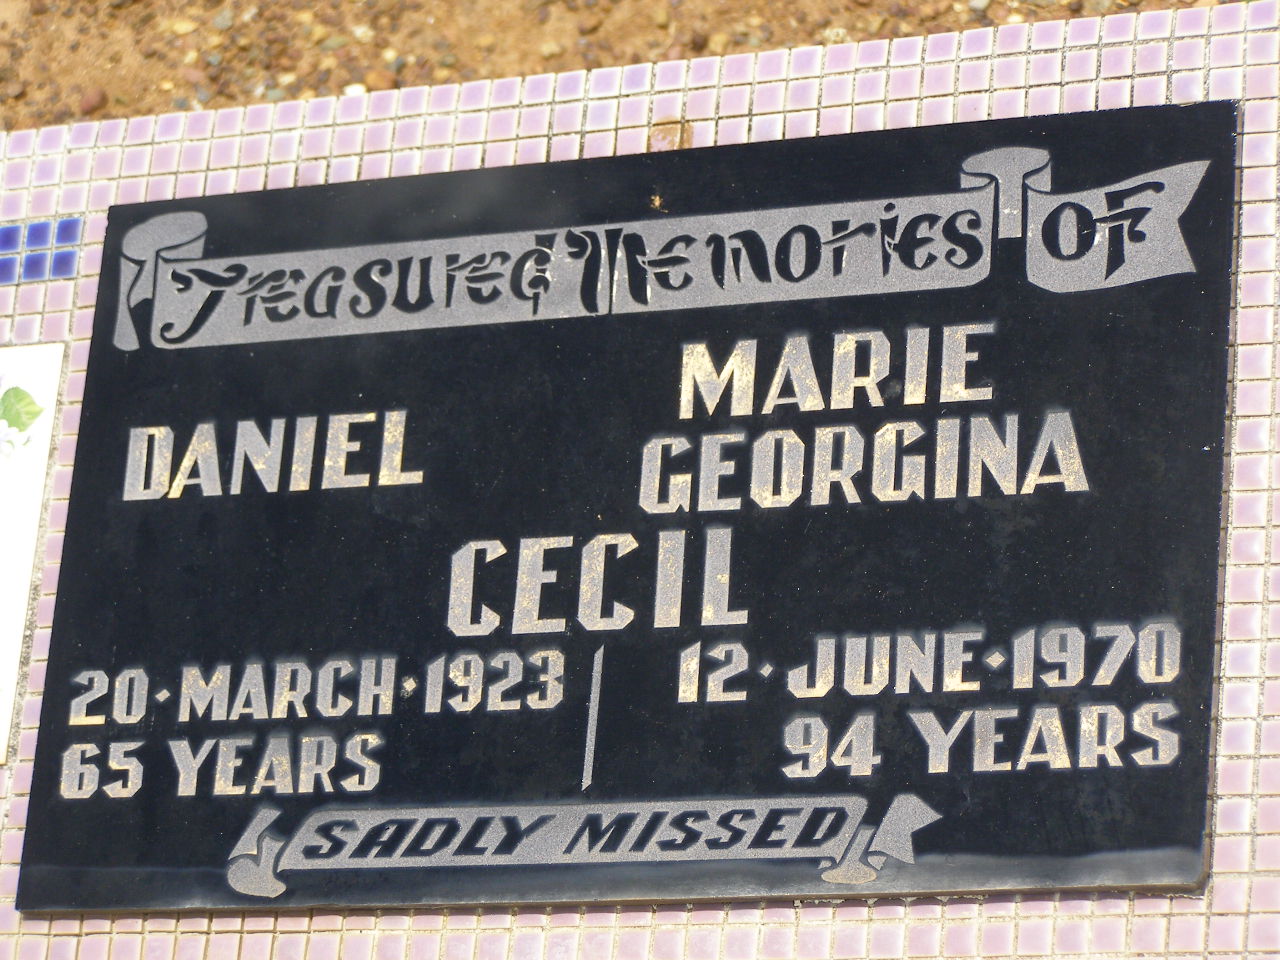 Treasured Memories of
DANIEL
MARIE
GEORGINA
CECIL
20·MARCH·1923
65 YEARS
12·JUNE·1970
94 YEARS
SADLY MISSED